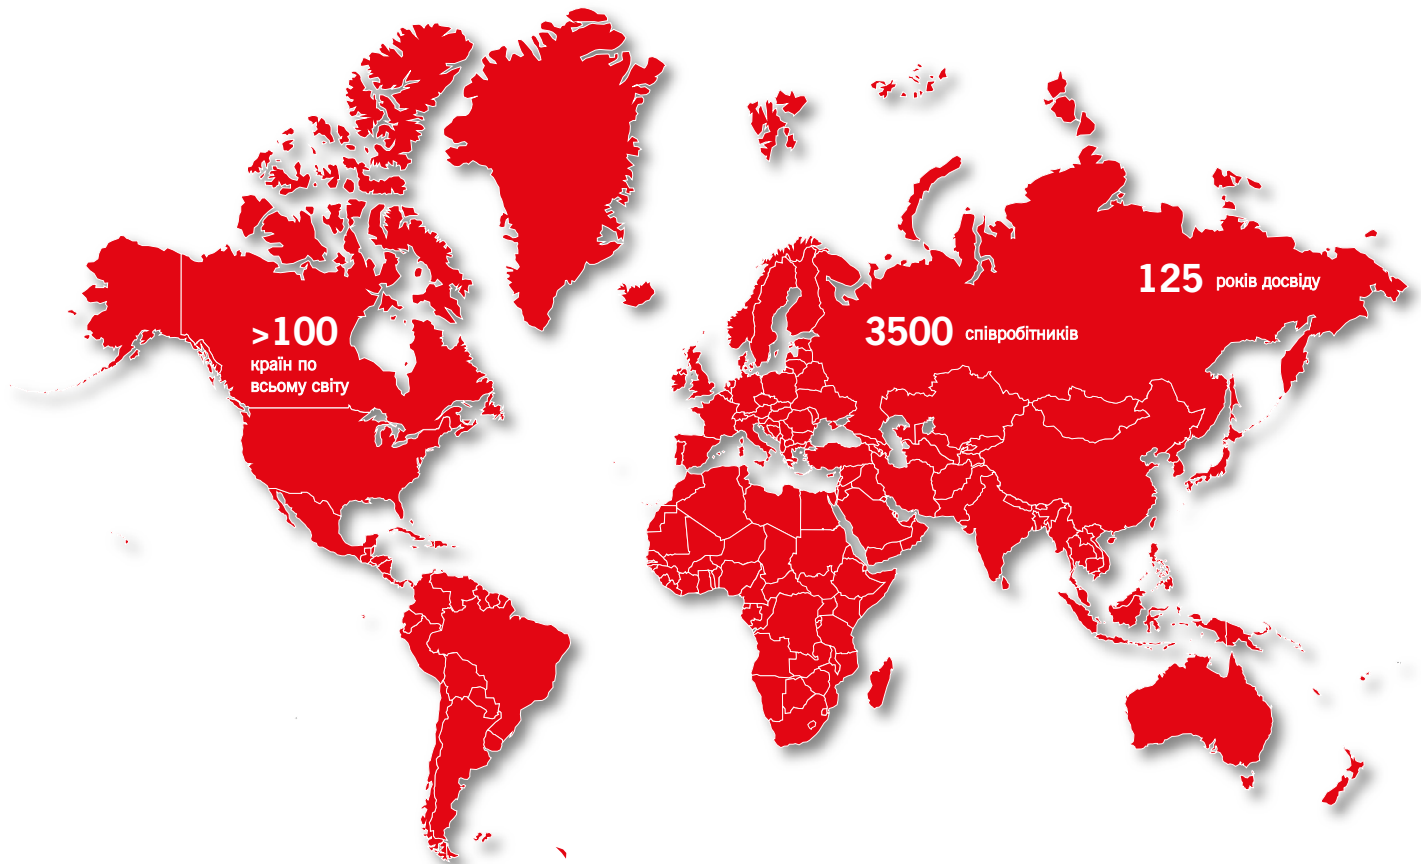 >100
країн по
всьому світу
3500 співробітників
125 років досвіду